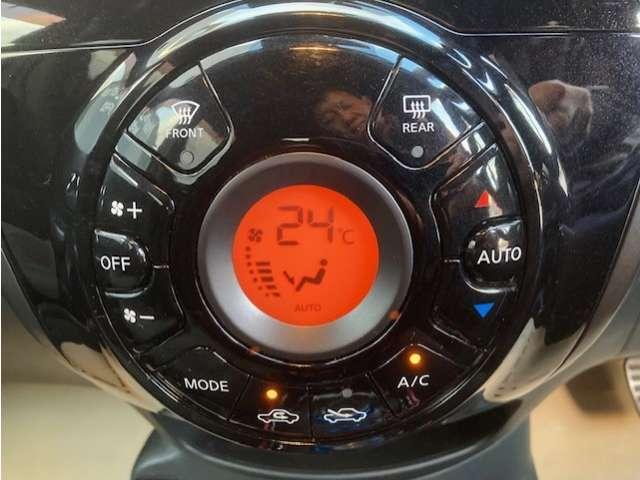 FRONT
REAR
+
OFF
−
24°C
AUTO
AUTO
MODE
A/C